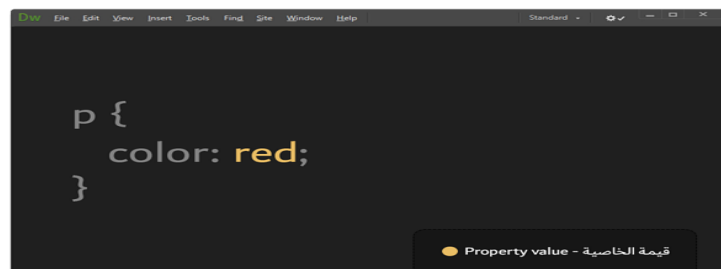 Dw File Edit View Insert Tools Find Site Window Help Standard
p {
color: red;
}
Property value - قيمة الخاصية